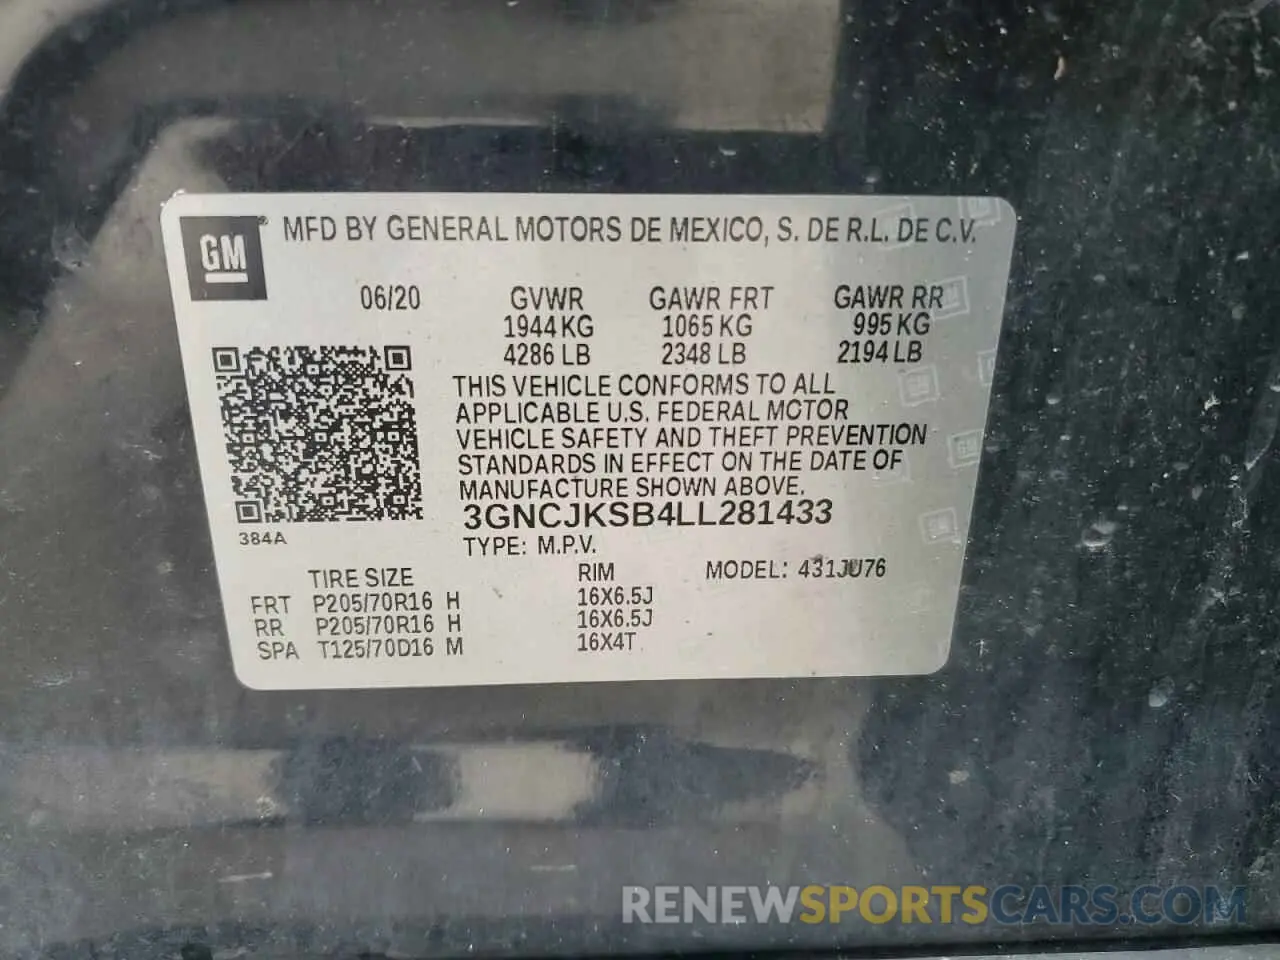 GM® MFD BY GENERAL MOTORS DE MEXICO, S. DE R.L. DE C.V.
06/20 GVWR GAWR FRT GAWR RR
1944 KG 1065 KG 995 KG
4286 LB 2348 LB 2194 LB
THIS VEHICLE CONFORMS TO ALL
APPLICABLE U.S. FEDERAL MOTOR
VEHICLE SAFETY AND THEFT PREVENTION
STANDARDS IN EFFECT ON THE DATE OF
MANUFACTURE SHOWN ABOVE.
3GNCJKSB4LL281433
384A
TYPE: M.P.V.
TIRE SIZE RIM MODEL: 431JU76
FRT P205/70R16 H 16X6.5J
RR P205/70R16 H 16X6.5J
SPA T125/70D16 M 16X4T
RENEWSPORTSCARS.COM